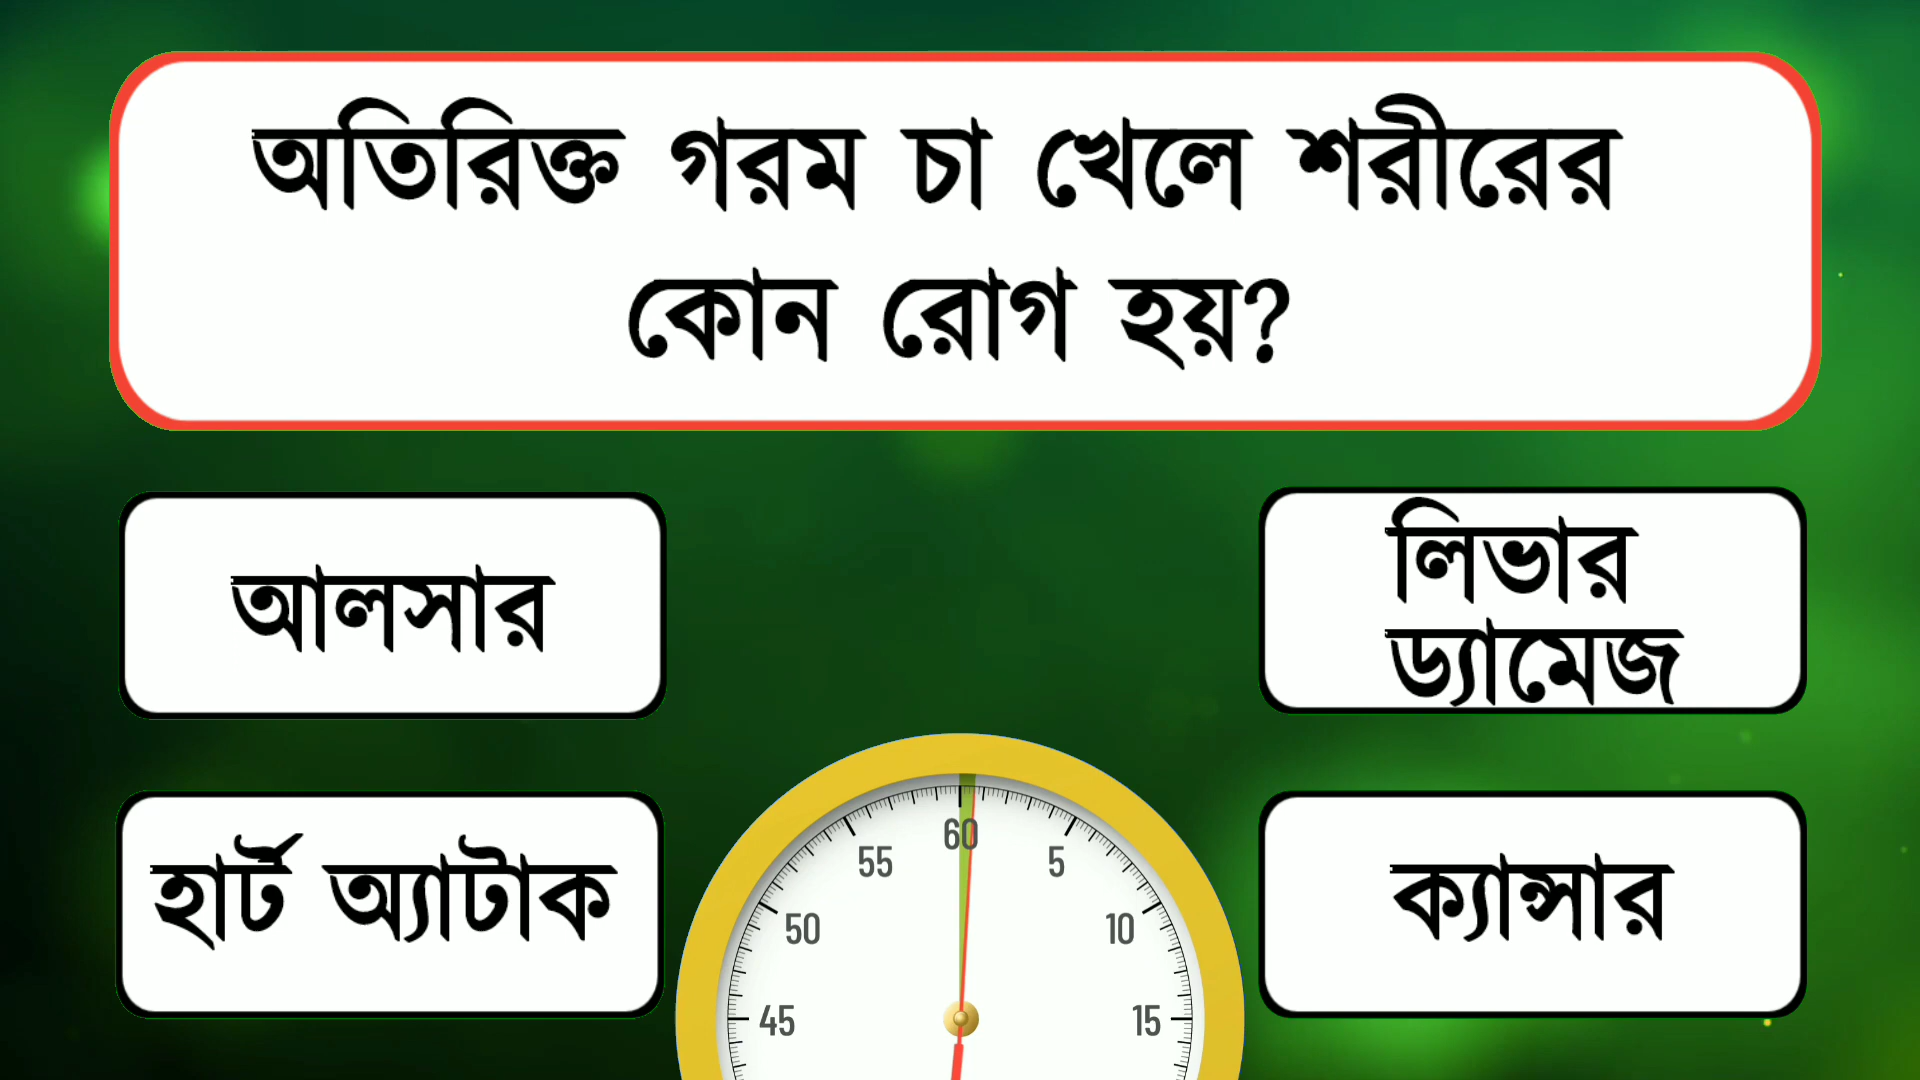 অতিরিক্ত গরম চা খেলে শরীরের
কোন রোগ হয়?
আলসার
লিভার
ড্যামেজ
হার্ট অ্যাটাক
ক্যান্সার
60
55
5
50
10
45
15